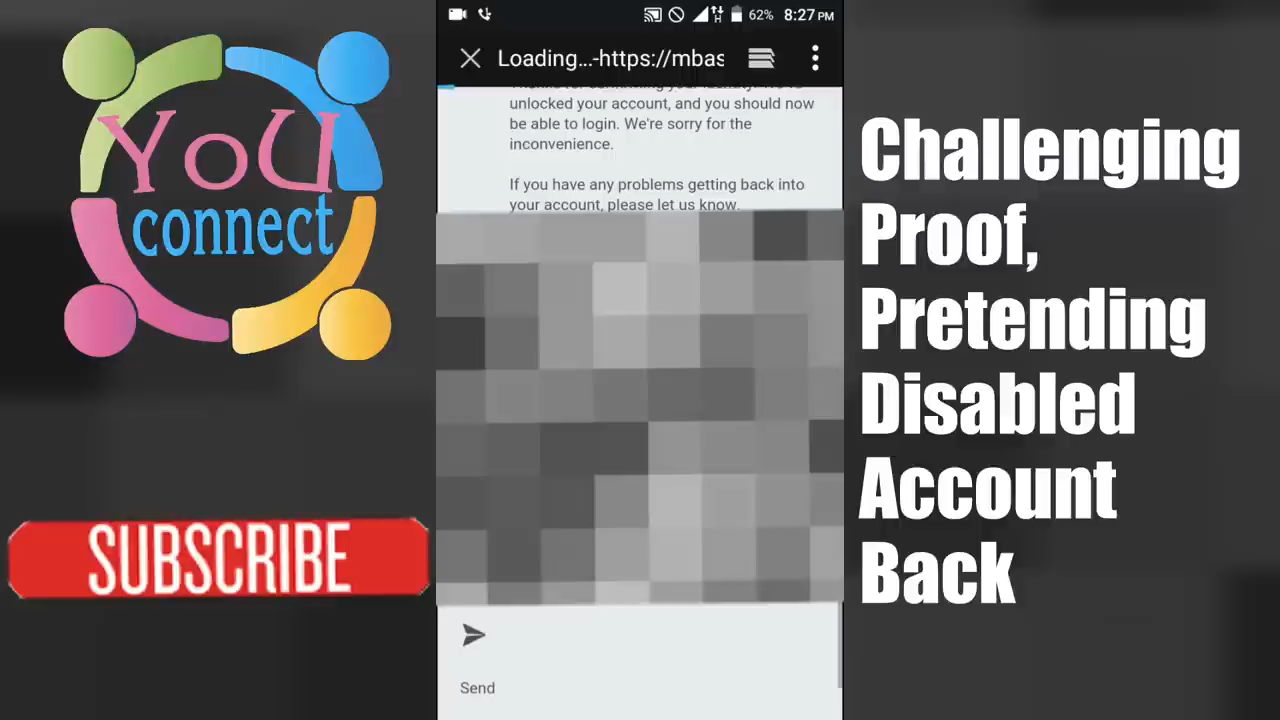 YoU
connect
SUBSCRIBE
62% 8:27 PM
Loading...-https://mbas
unlocked your account, and you should now
be able to login. We're sorry for the
inconvenience.
If you have any problems getting back into
your account, please let us know.
Send
Challenging
Proof,
Pretending
Disabled
Account
Back